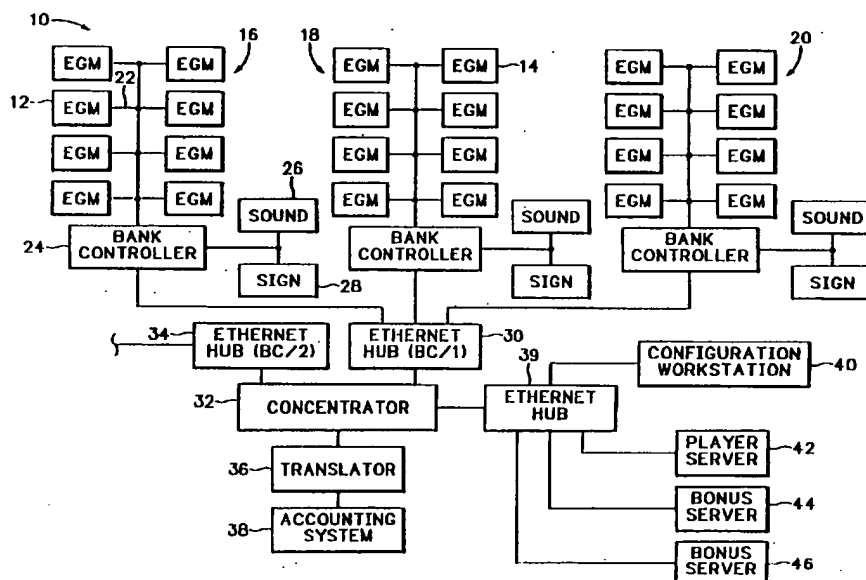 10
16
18
20
EGM EGM EGM EGM EGM EGM
14
12
22
EGM EGM EGM EGM EGM EGM
EGM EGM EGM EGM EGM EGM
EGM EGM EGM EGM EGM EGM
26
SOUND
SOUND
SOUND
24
BANK
CONTROLLER
BANK
CONTROLLER
BANK
CONTROLLER
SIGN
28
SIGN
SIGN
34
ETHERNET
HUB (BC/2)
ETHERNET
HUB (BC/1)
30
39
CONFIGURATION
WORKSTATION
40
32
CONCENTRATOR
ETHERNET
HUB
36
TRANSLATOR
PLAYER
SERVER
42
38
ACCOUNTING
SYSTEM
BONUS
SERVER
44
BONUS
SERVER
46